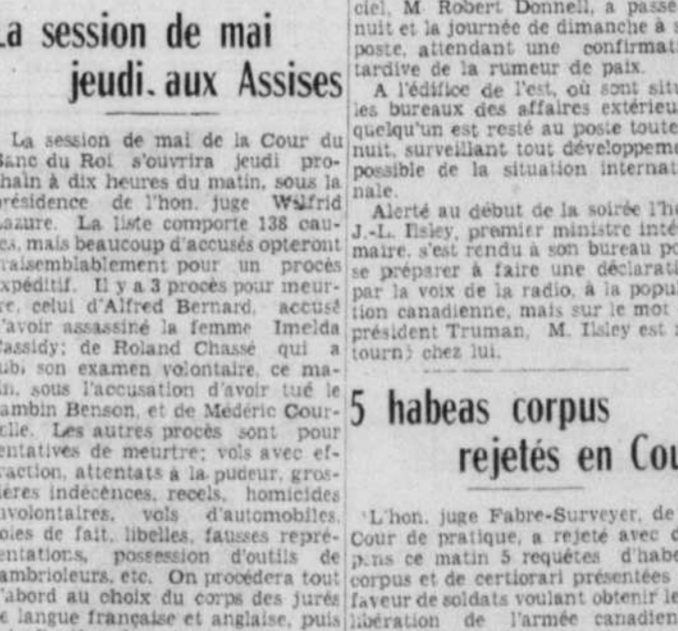 La session de mai
jeudi. aux Assises
La session de mai de la Cour du
Banc du Roi s'ouvrira jeudi pro-
chain à dix heures du matin, sous la
présidence de l'hon. juge Wilfrid
Lazure. La liste comporte 138 cau-
ses, mais beaucoup d'accusés opteront
vraisemblablement pour un procès
expéditif. Il y a 3 procès pour meur-
tre, celui d'Alfred Bernard, accusé
d'avoir assassiné la femme Imelda
Cassidy; de Roland Chassé qui a
subi son examen volontaire, ce ma-
tin, sous l'accusation d'avoir tué le
bambin Benson, et de Médéric Cour-
elle. Les autres procès sont pour
tentatives de meurtre; vols avec ef-
fraction, attentats à la pudeur, gros-
sières indécences, recels, homicides
involontaires, vols d'automobiles,
voies de fait, libelles, fausses repré-
sentations, possession d'outils de
cambrioleurs, etc. On procédera tout
d'abord au choix du corps des jurés
de langue française et anglaise, puis
ciel, M. Robert Donnell, a passé
nuit et la journée de dimanche à s
poste, attendant une confirmati
tardive de la rumeur de paix.
A l'édifice de l'est, où sont situ
les bureaux des affaires extérieu
quelqu'un est resté au poste toute
nuit, surveillant tout développeme
possible de la situation internat
nale.
Alerté au début de la soirée l'ho
J.-L. Ilsley, premier ministre inté
maire, s'est rendu à son bureau po
se préparer à faire une déclarati
par la voix de la radio, à la popul
tion canadienne, mais sur le mot
président Truman, M. Ilsley est
tourné chez lui.
5 habeas corpus
rejetés en Cou
L'hon. juge Fabre-Surveyer, de
Cour de pratique, a rejeté avec d
pens ce matin 5 requêtes d'habe
corpus et de certiorari présentées
faveur de soldats voulant obtenir le
libération de l'armée canadien